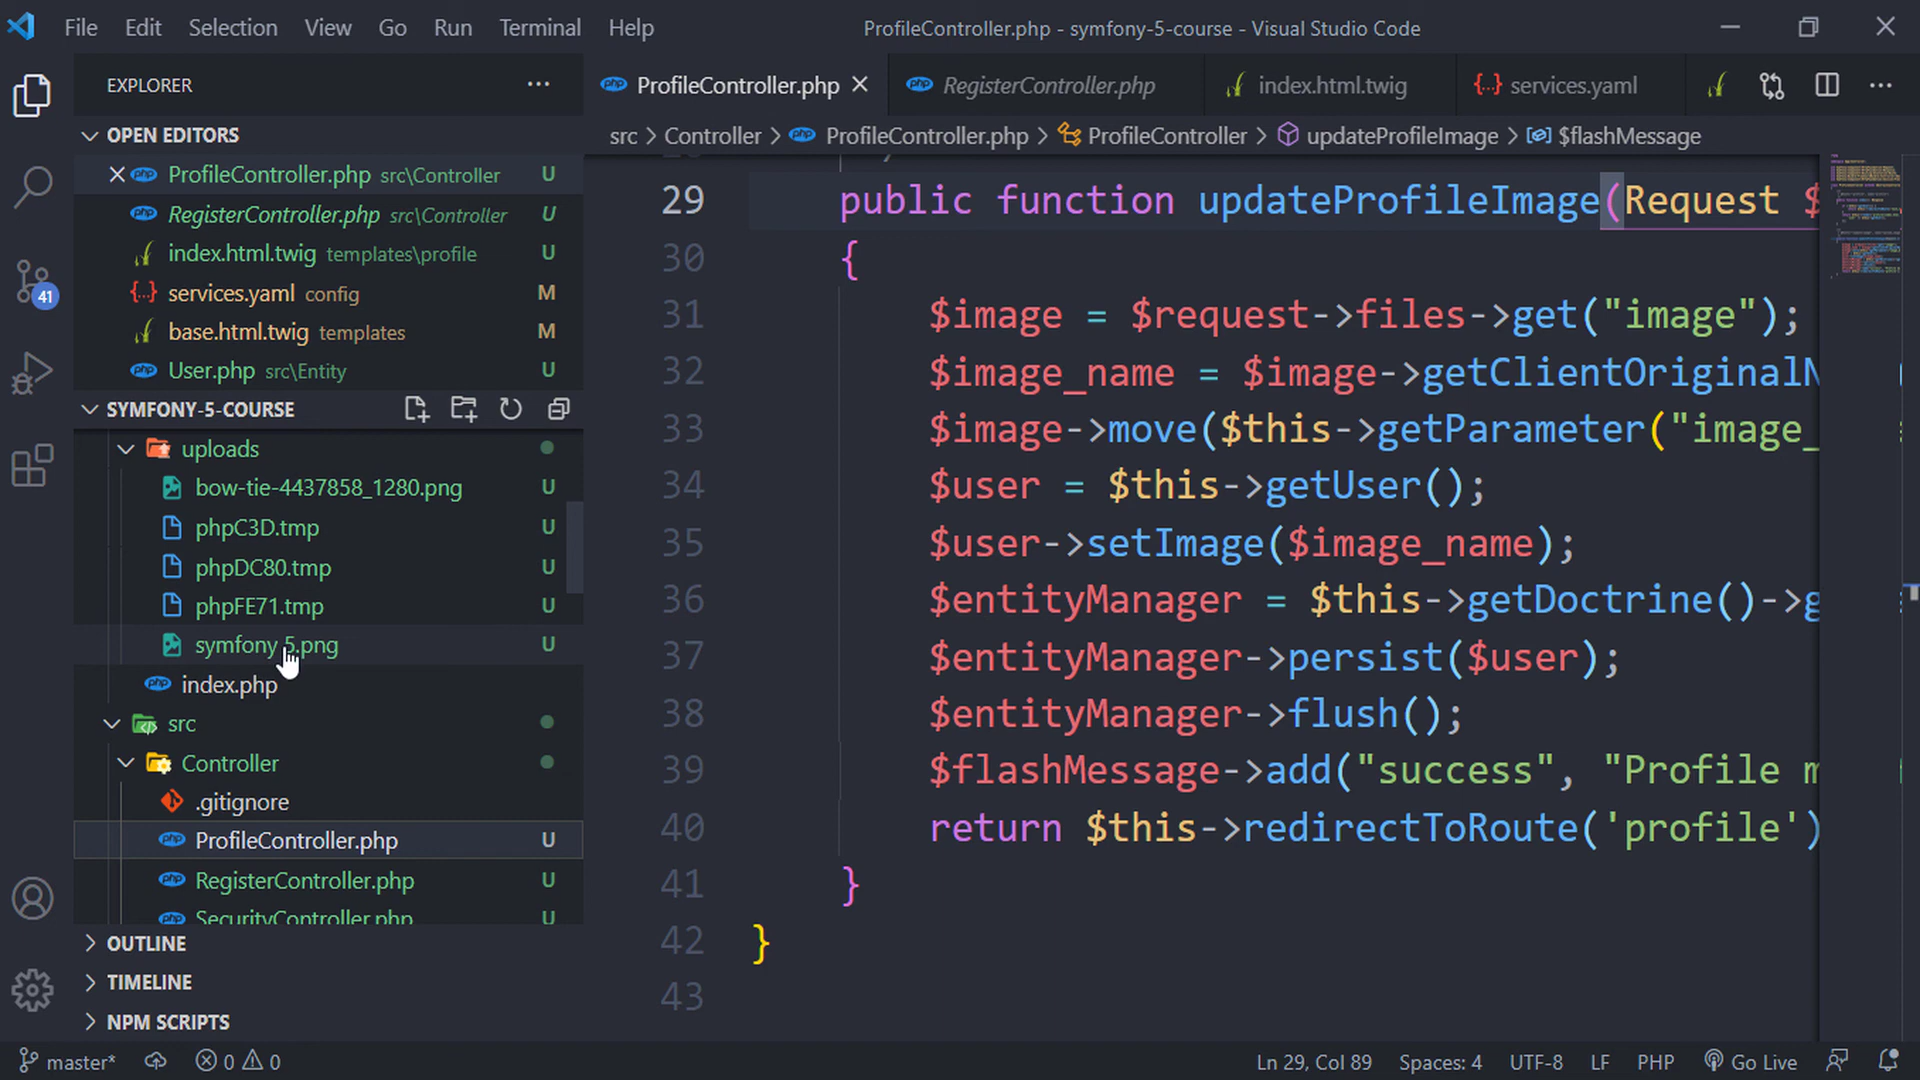 File Edit Selection View Go Run Terminal Help ProfileController.php - symfony-5-course - Visual Studio Code
EXPLORER
ProfileController.php RegisterController.php index.html.twig services.yaml
OPEN EDITORS
src > Controller > ProfileController.php > ProfileController > updateProfileImage > $flashMessage
ProfileController.php src\Controller U
RegisterController.php src\Controller U
index.html.twig templates\profile U
services.yaml config M
base.html.twig templates M
User.php src\Entity U
SYMFONY-5-COURSE
uploads
bow-tie-4437858_1280.png U
phpC3D.tmp U
phpDC80.tmp U
phpFE71.tmp U
symfony 5.png U
index.php
src
Controller
.gitignore
ProfileController.php U
RegisterController.php U
SecurityController.php U
OUTLINE
TIMELINE
NPM SCRIPTS
41
29 public function updateProfileImage(Request $
30 {
31 $image = $request->files->get("image");
32 $image_name = $image->getClientOriginalN
33 $image->move($this->getParameter("image_
34 $user = $this->getUser();
35 $user->setImage($image_name);
36 $entityManager = $this->getDoctrine()->g
37 $entityManager->persist($user);
38 $entityManager->flush();
39 $flashMessage->add("success", "Profile m
40 return $this->redirectToRoute('profile')
41 }
42 }
43
master* 0 0 Ln 29, Col 89 Spaces: 4 UTF-8 LF PHP Go Live